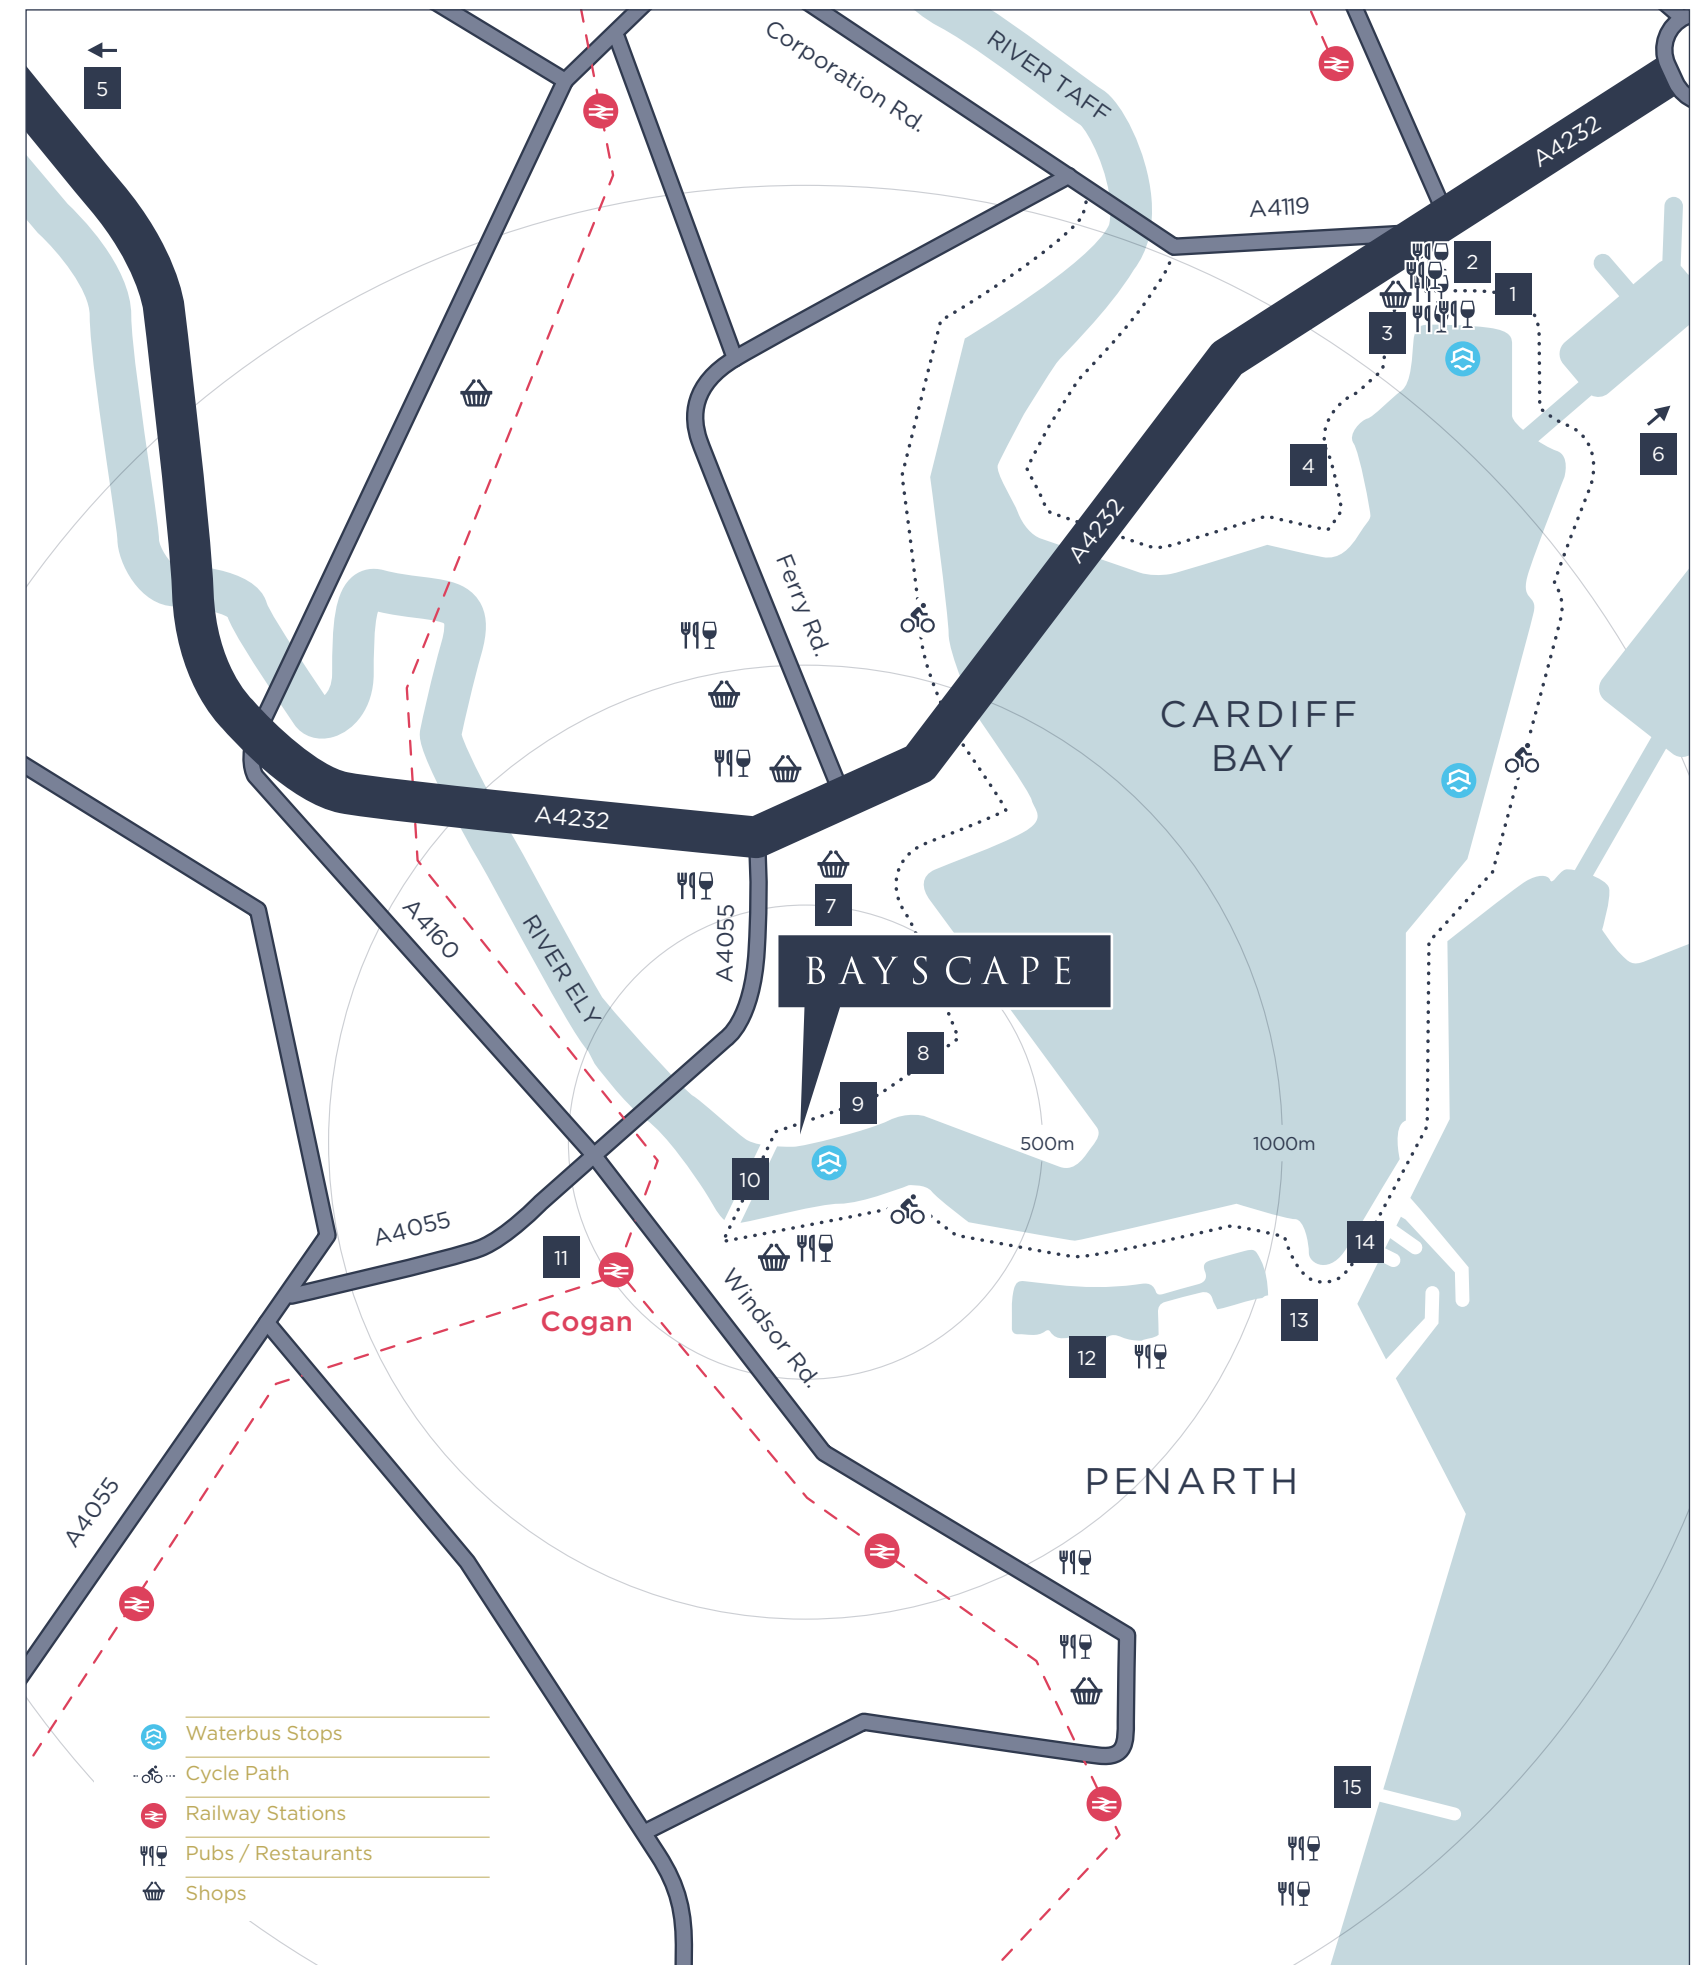 5
Corporation Rd.
RIVER TAFF
A4232
A4119
2
1
3
4
6
A4232
Ferry Rd.
CARDIFF
BAY
A4232
A4160
RIVER ELY
A4055
7
BAYSCAPE
8
9
500m
1000m
10
A4055
11
Cogan
14
Windsor Rd.
13
12
PENARTH
A4055
15
Waterbus Stops
Cycle Path
Railway Stations
Pubs / Restaurants
Shops